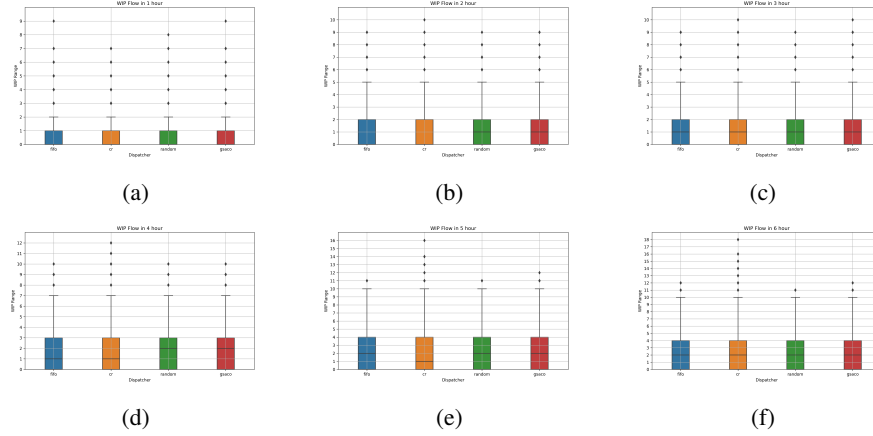 WIP Flow in 1 hour
9
8
7
6
5
4
3
2
1
0
WIP Range
fifo
cr
random
gsaco
Dispatcher
(a)
WIP Flow in 2 hour
10
9
8
7
6
5
4
3
2
1
0
WIP Range
fifo
cr
random
gsaco
Dispatcher
(b)
WIP Flow in 3 hour
10
9
8
7
6
5
4
3
2
1
0
WIP Range
fifo
cr
random
gsaco
Dispatcher
(c)
WIP Flow in 4 hour
12
11
10
9
8
7
6
5
4
3
2
1
0
WIP Range
fifo
cr
random
gsaco
Dispatcher
(d)
WIP Flow in 5 hour
16
15
14
13
12
11
10
9
8
7
6
5
4
3
2
1
0
WIP Range
fifo
cr
random
gsaco
Dispatcher
(e)
WIP Flow in 6 hour
18
17
16
15
14
13
12
11
10
9
8
7
6
5
4
3
2
1
0
WIP Range
fifo
cr
random
gsaco
Dispatcher
(f)